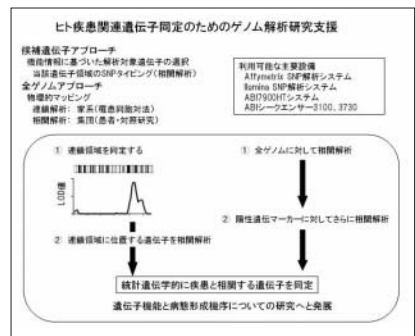 ヒト疾患関連遺伝子同定のためのゲノム解析研究支援
候補遺伝子アプローチ
機能情報に基づいた解析対象遺伝子の選択
当該遺伝子領域のSNPタイピング(相関解析)
全ゲノムアプローチ
物理的マッピング
連鎖解析: 家系(罹患同胞対法)
相関解析: 集団(患者・対照研究)
利用可能な主要設備
Affymetrix SNP解析システム
Illumina SNP解析システム
ABI7900HTシステム
ABIシークエンサー3100、3730
① 連鎖領域を同定する
LOD値
② 連鎖領域に位置する遺伝子を相関解析
① 全ゲノムに対して相関解析
② 陽性遺伝マーカーに対してさらに相関解析
統計遺伝学的に疾患と相関する遺伝子を同定
遺伝子機能と病態形成機序についての研究へと発展